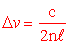 Δν = c / 2nℓ